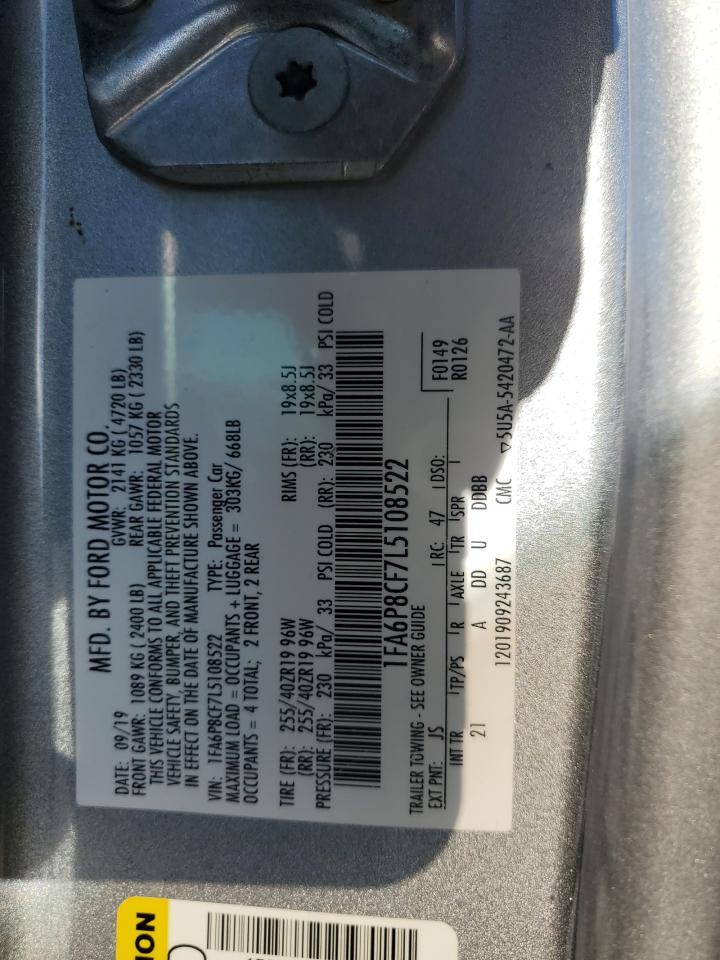 MFD. BY FORD MOTOR CO.
DATE: 09/19 GVWR: 2141 KG ( 4720 LB)
FRONT GAWR: 1089 KG ( 2400 LB) REAR GAWR: 1057 KG ( 2330 LB)
THIS VEHICLE CONFORMS TO ALL APPLICABLE FEDERAL MOTOR
VEHICLE SAFETY, BUMPER, AND THEFT PREVENTION STANDARDS
IN EFFECT ON THE DATE OF MANUFACTURE SHOWN ABOVE.
VIN: 1FA6P8CF7L5108522 TYPE: Passenger Car
MAXIMUM LOAD = OCCUPANTS + LUGGAGE = 303KG/ 668LB
OCCUPANTS = 4 TOTAL; 2 FRONT, 2 REAR
TIRE (FR): 255/40ZR19 96W RIMS (FR): 19x8.5J
(RR): 255/40ZR19 96W (RR): 19x8.5J
PRESSURE (FR): 230 kPa/ 33 PSI COLD (RR): 230 kPa/ 33 PSI COLD
1FA6P8CF7L5108522
TRAILER TOWING - SEE OWNER GUIDE F0149
EXT PNT: JS RC: 47 DSO: R0126
INT TR TP/PS R AXLE TR SPR
21 A DD U DDBB
1201909243687 CMC ▽5U5A-5420472-AA